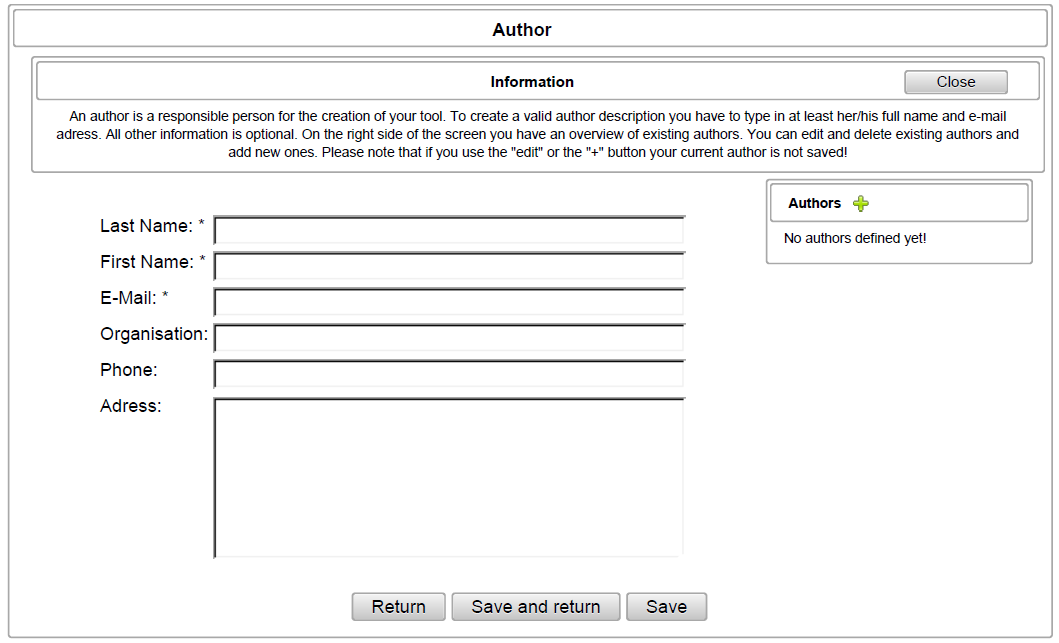 Author
Information
Close
An author is a responsible person for the creation of your tool. To create a valid author description you have to type in at least her/his full name and e-mail
adress. All other information is optional. On the right side of the screen you have an overview of existing authors. You can edit and delete existing authors and
add new ones. Please note that if you use the "edit" or the "+" button your current author is not saved!
Authors
No authors defined yet!
Last Name: *
First Name: *
E-Mail: *
Organisation:
Phone:
Adress:
Return
Save and return
Save